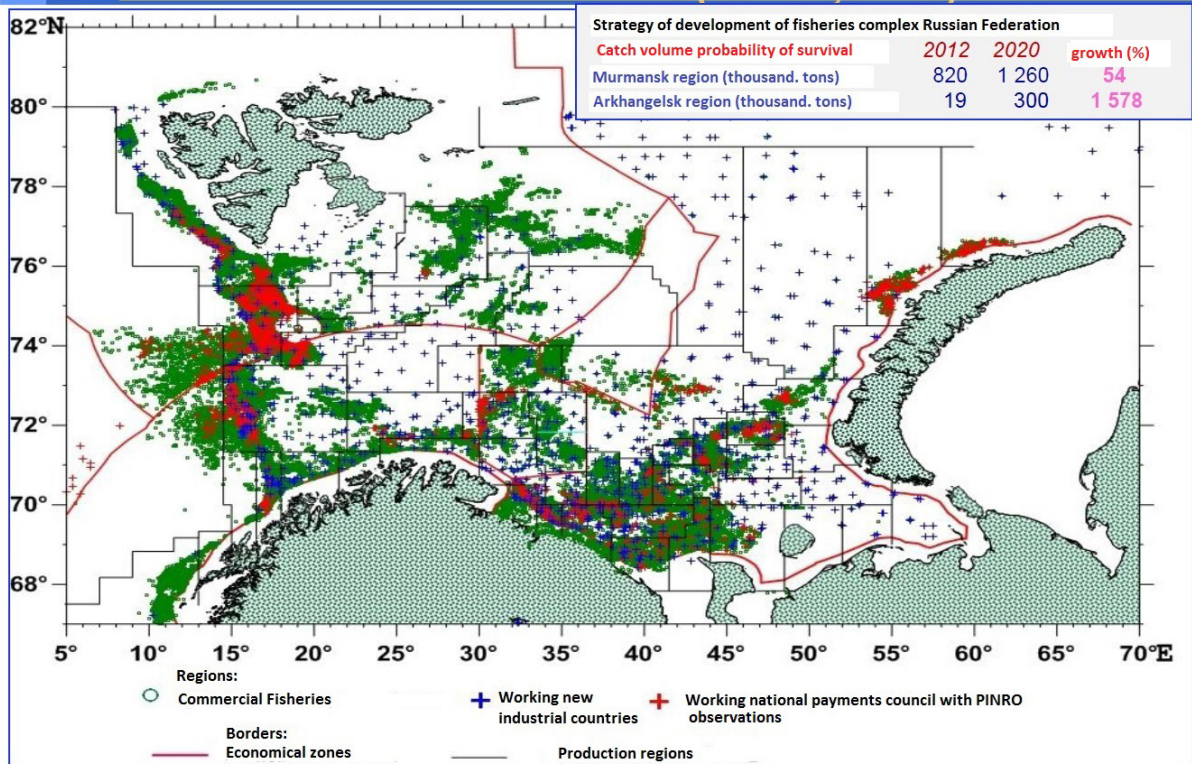 Strategy of development of fisheries complex Russian Federation
Catch volume probability of survival 2012 2020 growth (%)
Murmansk region (thousand. tons) 820 1 260 54
Arkhangelsk region (thousand. tons) 19 300 1 578
82°N
80°
78°
76°
74°
72°
70°
68°
5° 10° 15° 20° 25° 30° 35° 40° 45° 50° 55° 60° 65° 70°E
Regions:
Commercial Fisheries
Working new
industrial countries
Working national payments council with PINRO
observations
Borders:
Economical zones
Production regions